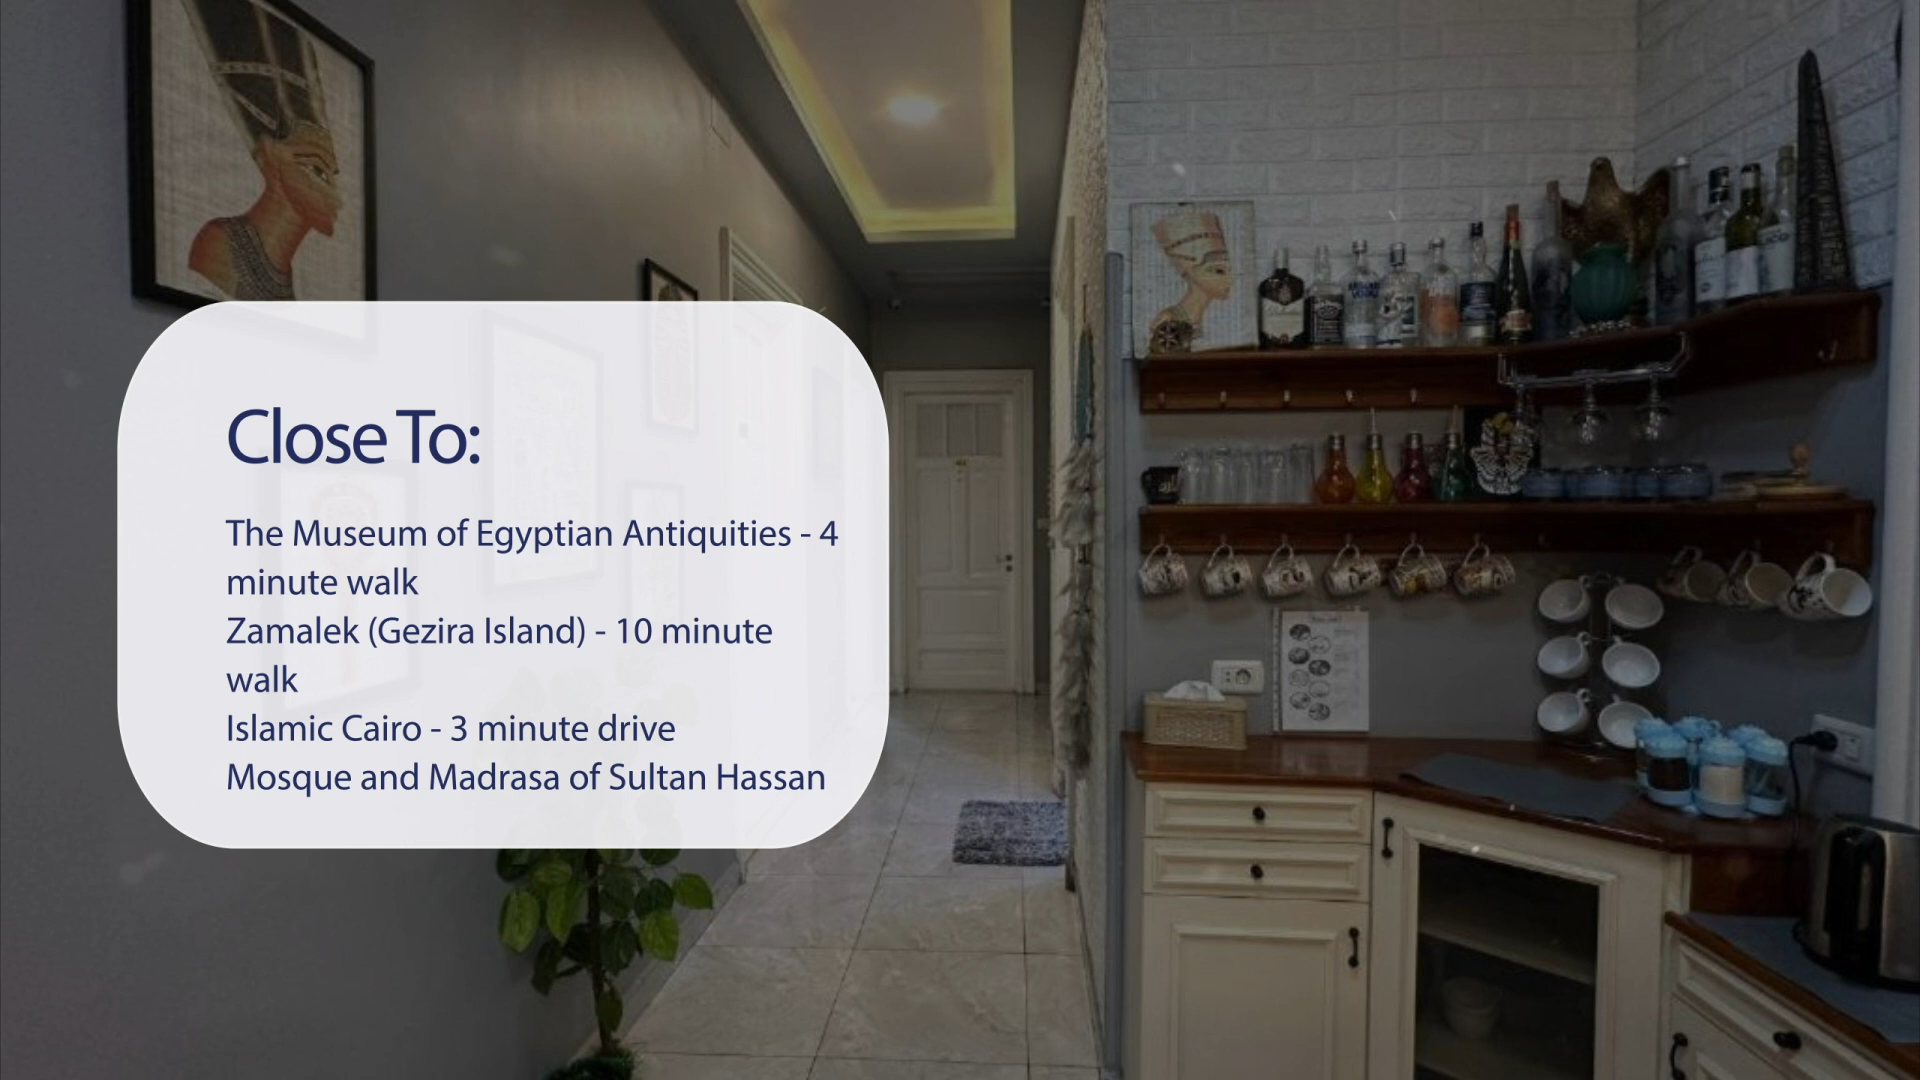 Close To:
The Museum of Egyptian Antiquities - 4
minute walk
Zamalek (Gezira Island) - 10 minute
walk
Islamic Cairo - 3 minute drive
Mosque and Madrasa of Sultan Hassan